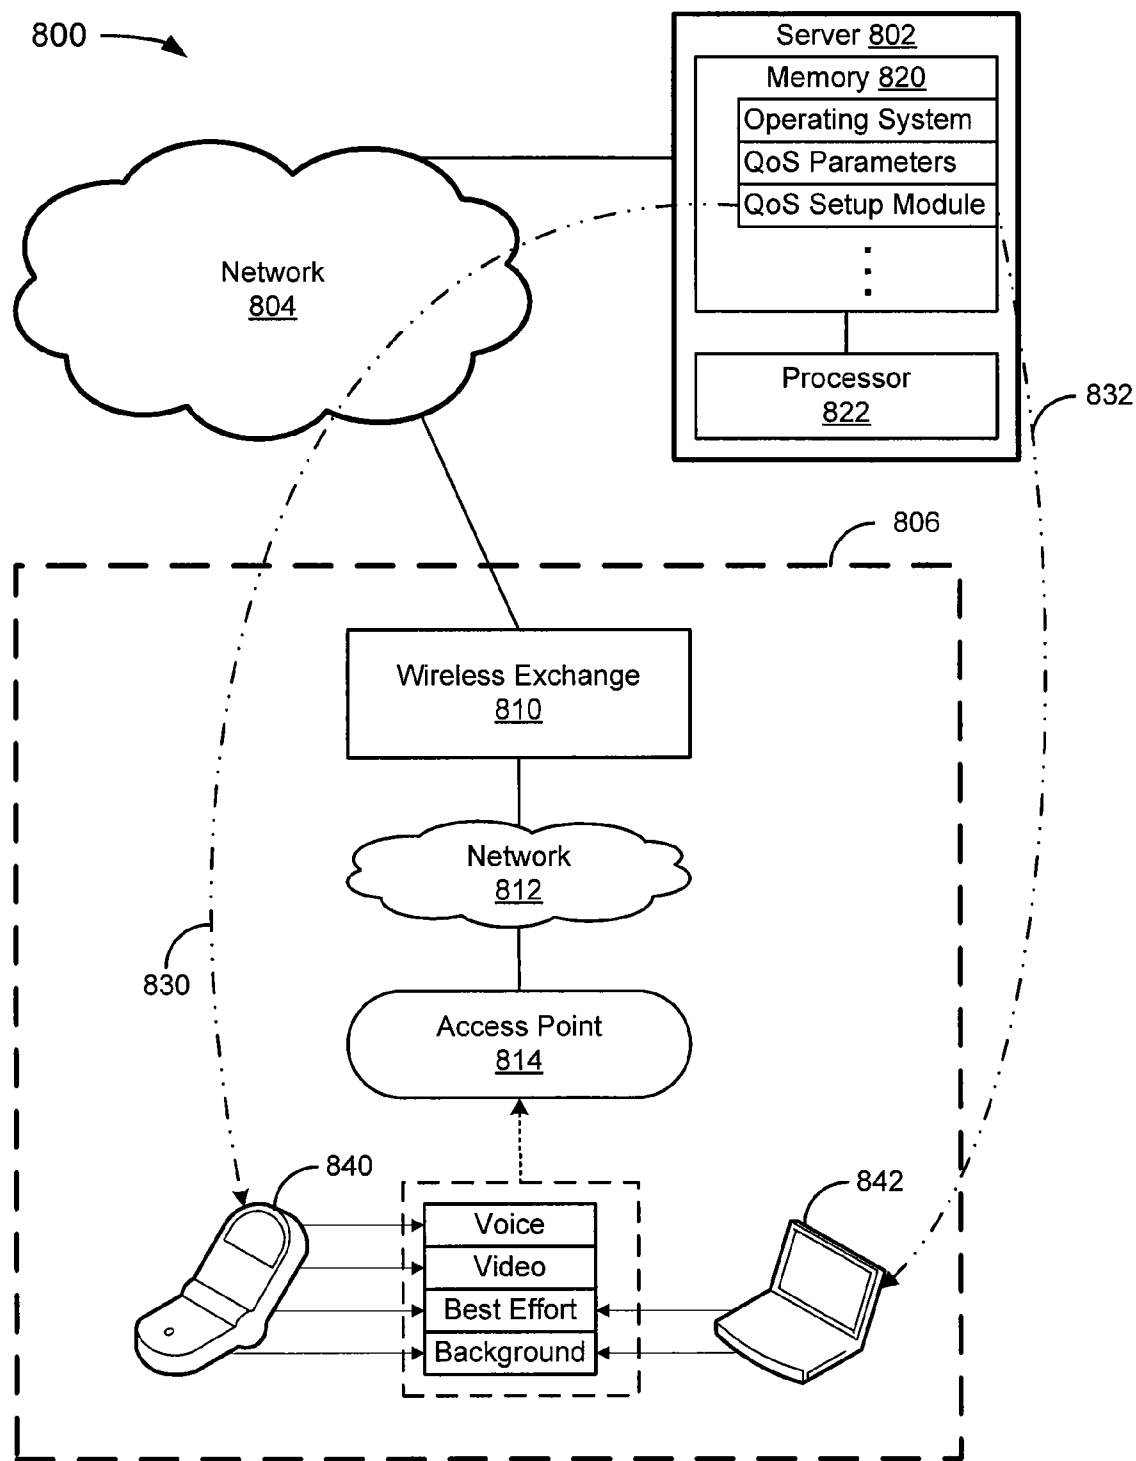 800
Server 802
Memory 820
Operating System
QoS Parameters
QoS Setup Module
Network
804
Processor
822
832
806
Wireless Exchange
810
Network
812
830
Access Point
814
840
842
Voice
Video
Best Effort
Background